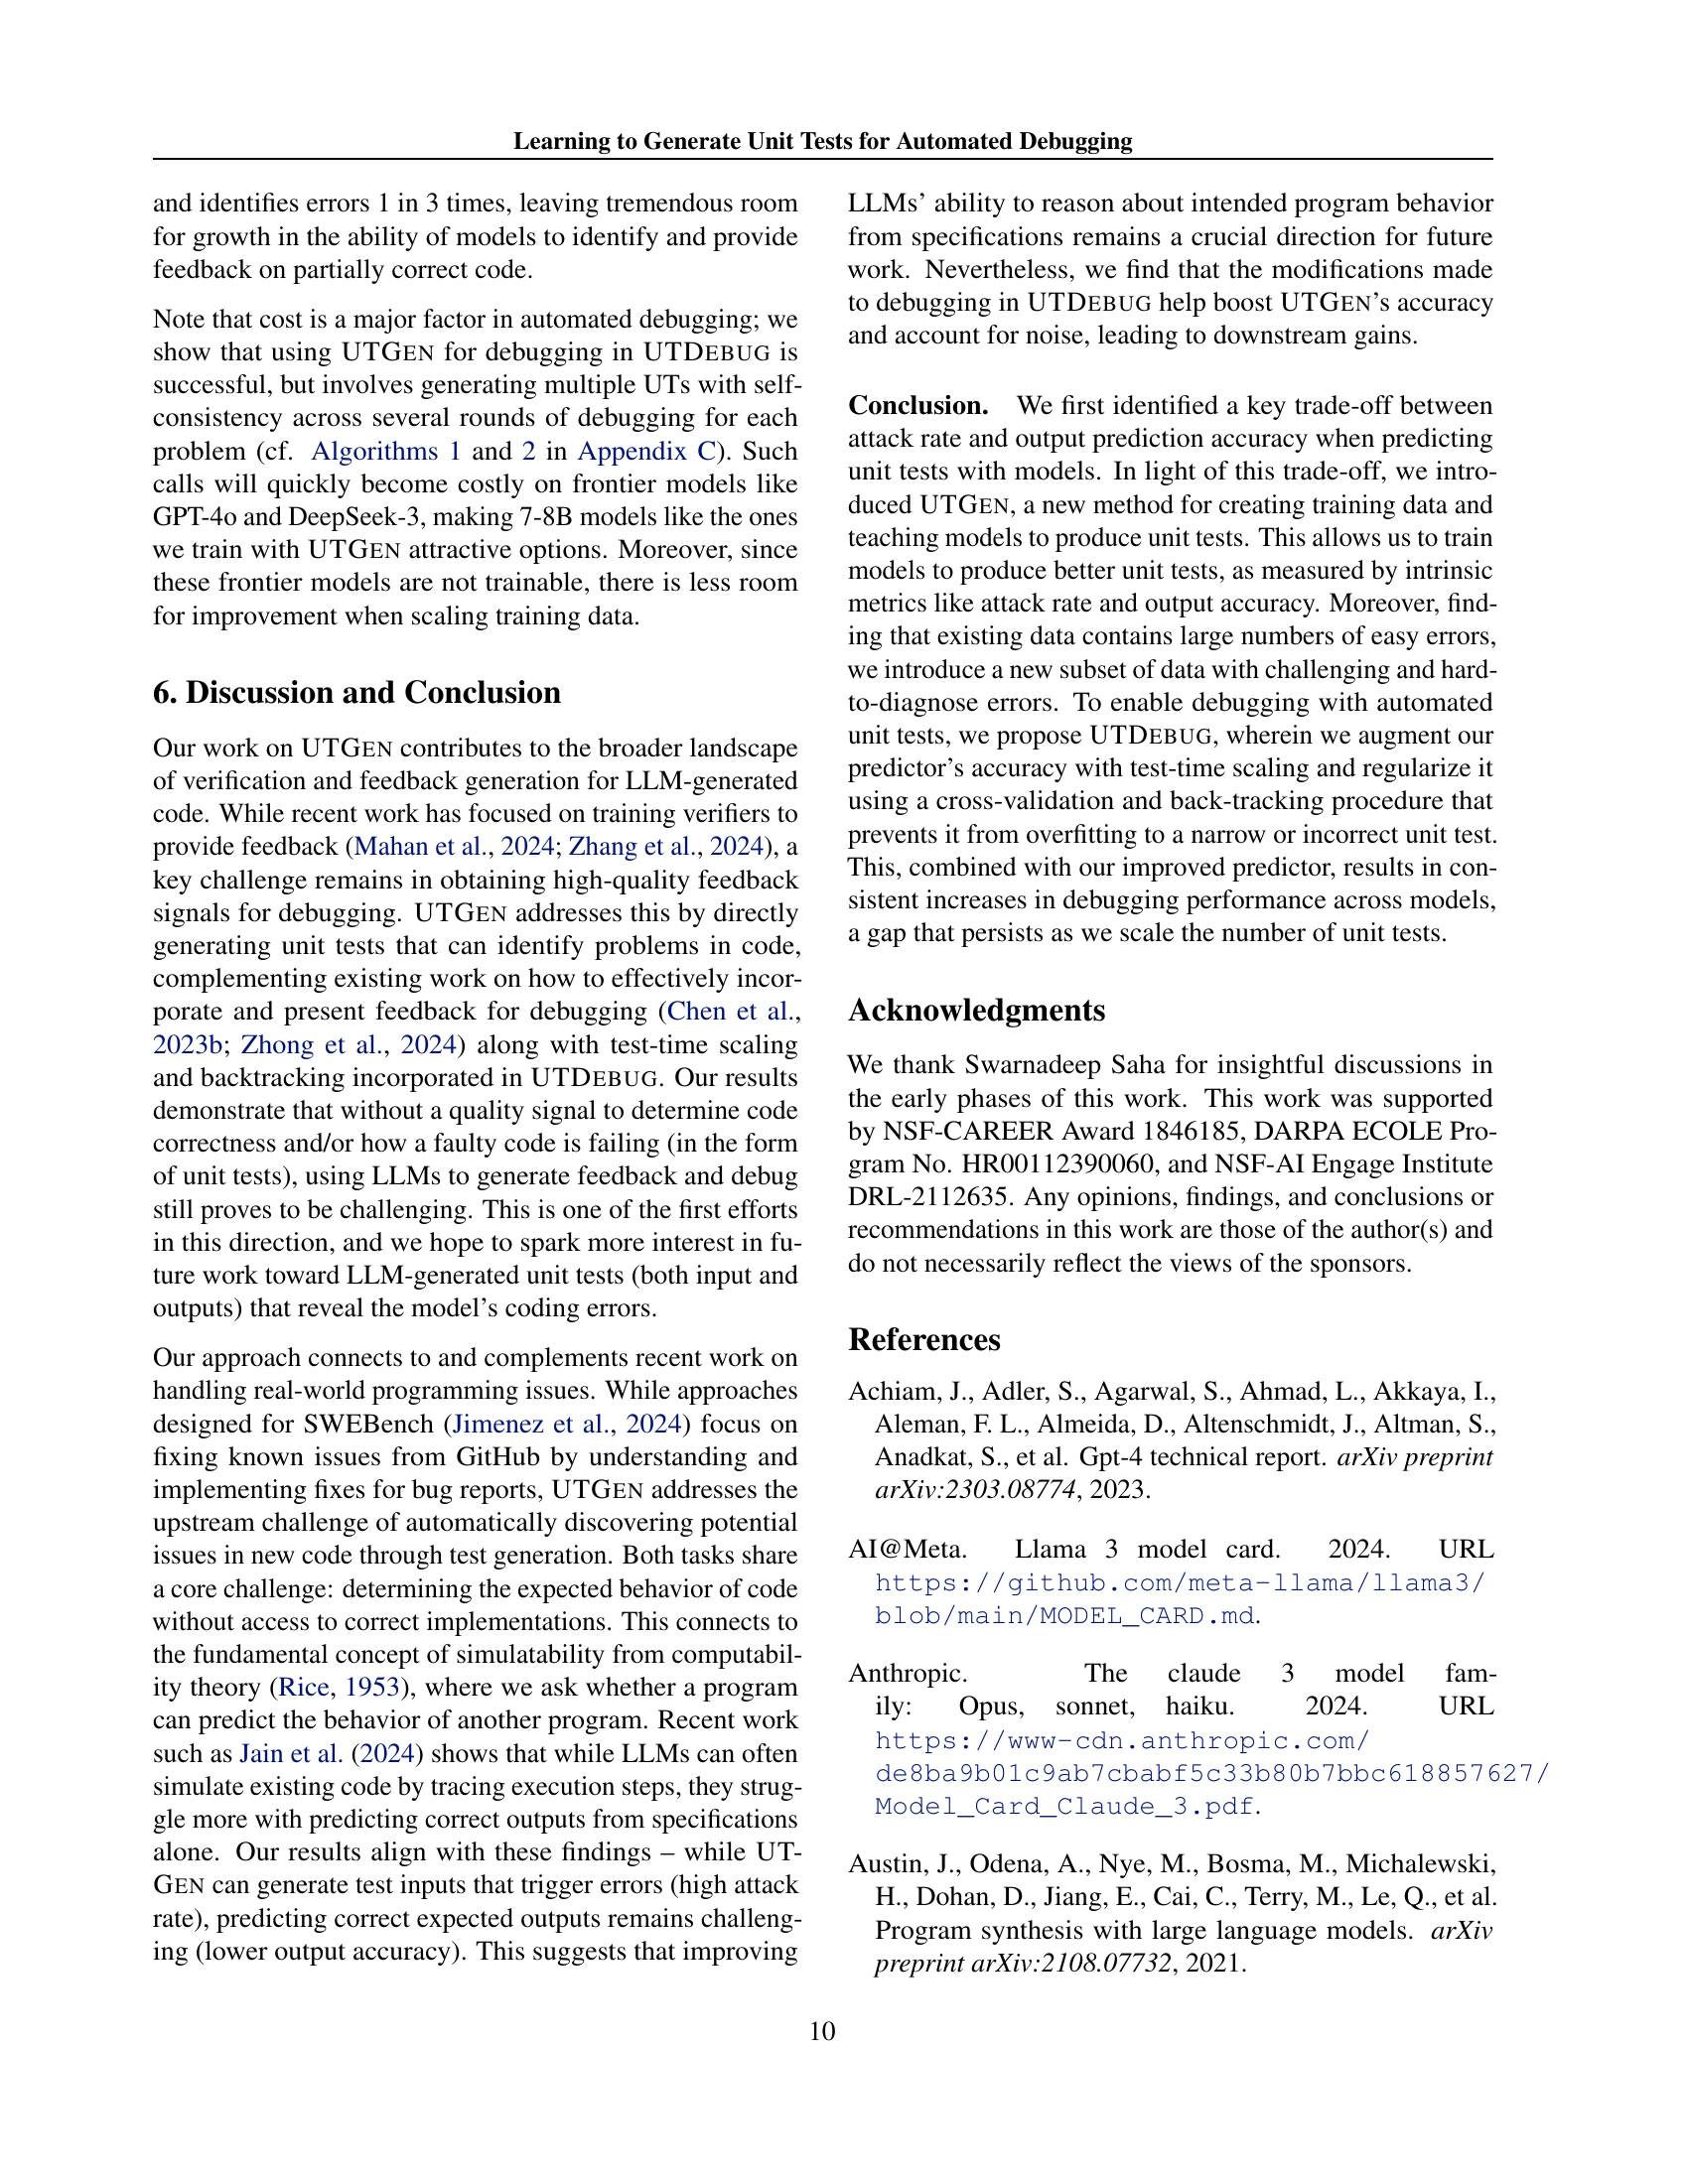 Learning to Generate Unit Tests for Automated Debugging
and identifies errors 1 in 3 times, leaving tremendous room
for growth in the ability of models to identify and provide
feedback on partially correct code.
Note that cost is a major factor in automated debugging; we
show that using UTGEN for debugging in UTDEBUG is
successful, but involves generating multiple UTs with self-
consistency across several rounds of debugging for each
problem (cf. Algorithms 1 and 2 in Appendix C). Such
calls will quickly become costly on frontier models like
GPT-4o and DeepSeek-3, making 7-8B models like the ones
we train with UTGEN attractive options. Moreover, since
these frontier models are not trainable, there is less room
for improvement when scaling training data.
6. Discussion and Conclusion
Our work on UTGEN contributes to the broader landscape
of verification and feedback generation for LLM-generated
code. While recent work has focused on training verifiers to
provide feedback (Mahan et al., 2024; Zhang et al., 2024), a
key challenge remains in obtaining high-quality feedback
signals for debugging. UTGEN addresses this by directly
generating unit tests that can identify problems in code,
complementing existing work on how to effectively incor-
porate and present feedback for debugging (Chen et al.,
2023b; Zhong et al., 2024) along with test-time scaling
and backtracking incorporated in UTDEBUG. Our results
demonstrate that without a quality signal to determine code
correctness and/or how a faulty code is failing (in the form
of unit tests), using LLMs to generate feedback and debug
still proves to be challenging. This is one of the first efforts
in this direction, and we hope to spark more interest in fu-
ture work toward LLM-generated unit tests (both input and
outputs) that reveal the model's coding errors.
Our approach connects to and complements recent work on
handling real-world programming issues. While approaches
designed for SWEBench (Jimenez et al., 2024) focus on
fixing known issues from GitHub by understanding and
implementing fixes for bug reports, UTGEN addresses the
upstream challenge of automatically discovering potential
issues in new code through test generation. Both tasks share
a core challenge: determining the expected behavior of code
without access to correct implementations. This connects to
the fundamental concept of simulatability from computabil-
ity theory (Rice, 1953), where we ask whether a program
can predict the behavior of another program. Recent work
such as Jain et al. (2024) shows that while LLMs can often
simulate existing code by tracing execution steps, they strug-
gle more with predicting correct outputs from specifications
alone. Our results align with these findings – while UT-
GEN can generate test inputs that trigger errors (high attack
rate), predicting correct expected outputs remains challeng-
ing (lower output accuracy). This suggests that improving
LLMs' ability to reason about intended program behavior
from specifications remains a crucial direction for future
work. Nevertheless, we find that the modifications made
to debugging in UTDEBUG help boost UTGEN's accuracy
and account for noise, leading to downstream gains.
Conclusion. We first identified a key trade-off between
attack rate and output prediction accuracy when predicting
unit tests with models. In light of this trade-off, we intro-
duced UTGEN, a new method for creating training data and
teaching models to produce unit tests. This allows us to train
models to produce better unit tests, as measured by intrinsic
metrics like attack rate and output accuracy. Moreover, find-
ing that existing data contains large numbers of easy errors,
we introduce a new subset of data with challenging and hard-
to-diagnose errors. To enable debugging with automated
unit tests, we propose UTDEBUG, wherein we augment our
predictor's accuracy with test-time scaling and regularize it
using a cross-validation and back-tracking procedure that
prevents it from overfitting to a narrow or incorrect unit test.
This, combined with our improved predictor, results in con-
sistent increases in debugging performance across models,
a gap that persists as we scale the number of unit tests.
Acknowledgments
We thank Swarnadeep Saha for insightful discussions in
the early phases of this work. This work was supported
by NSF-CAREER Award 1846185, DARPA ECOLE Pro-
gram No. HR00112390060, and NSF-AI Engage Institute
DRL-2112635. Any opinions, findings, and conclusions or
recommendations in this work are those of the author(s) and
do not necessarily reflect the views of the sponsors.
References
Achiam, J., Adler, S., Agarwal, S., Ahmad, L., Akkaya, I.,
Aleman, F. L., Almeida, D., Altenschmidt, J., Altman, S.,
Anadkat, S., et al. Gpt-4 technical report. arXiv preprint
arXiv:2303.08774, 2023.
AI@Meta. Llama 3 model card. 2024. URL
https://github.com/meta-llama/llama3/
blob/main/MODEL_CARD.md.
Anthropic. The claude 3 model fam-
ily: Opus, sonnet, haiku. 2024. URL
https://www-cdn.anthropic.com/
de8ba9b01c9ab7cbabf5c33b80b7bbc618857627/
Model_Card_Claude_3.pdf.
Austin, J., Odena, A., Nye, M., Bosma, M., Michalewski,
H., Dohan, D., Jiang, E., Cai, C., Terry, M., Le, Q., et al.
Program synthesis with large language models. arXiv
preprint arXiv:2108.07732, 2021.
10